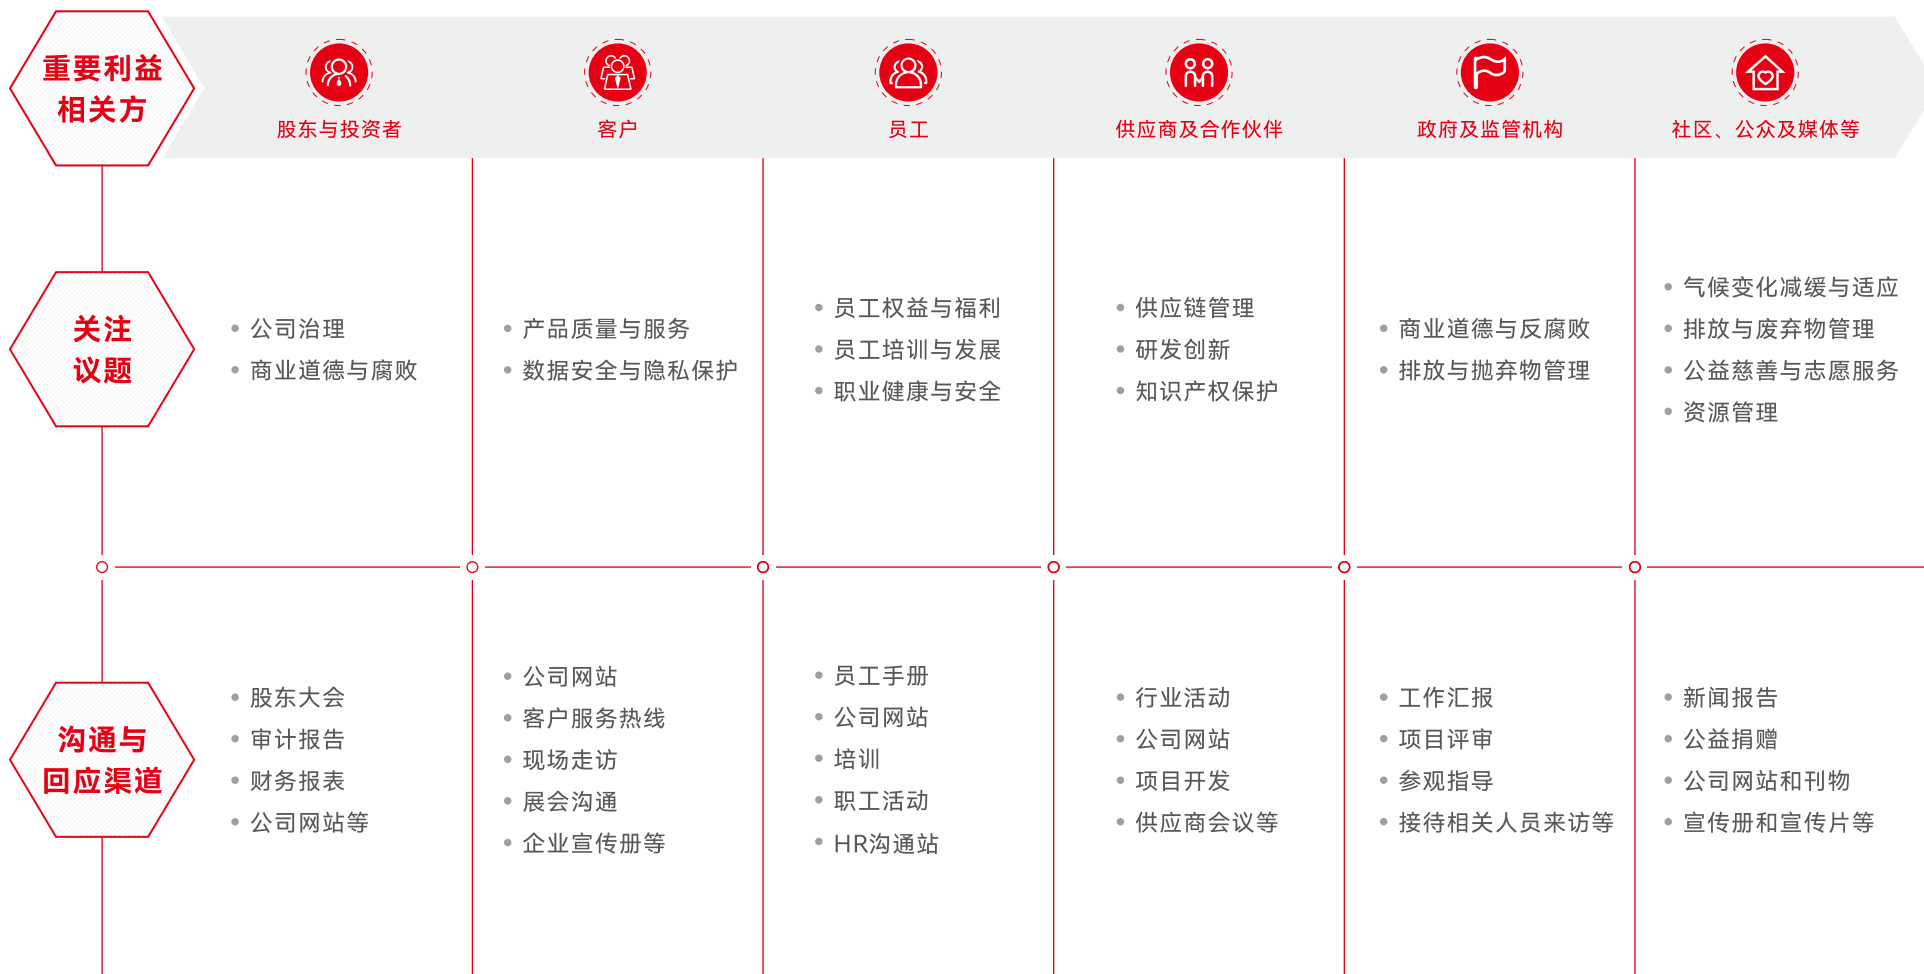 重要利益
相关方
股东与投资者
客户
员工
供应商及合作伙伴
政府及监管机构
社区、公众及媒体等
关注
议题
公司治理
商业道德与腐败
产品质量与服务
数据安全与隐私保护
员工权益与福利
员工培训与发展
职业健康与安全
供应链管理
研发创新
知识产权保护
商业道德与反腐败
排放与抛弃物管理
气候变化减缓与适应
排放与废弃物管理
公益慈善与志愿服务
资源管理
沟通与
回应渠道
股东大会
审计报告
财务报表
公司网站等
公司网站
客户服务热线
现场走访
展会沟通
企业宣传册等
员工手册
公司网站
培训
职工活动
HR沟通站
行业活动
公司网站
项目开发
供应商会议等
工作汇报
项目评审
参观指导
接待相关人员来访等
新闻报告
公益捐赠
公司网站和刊物
宣传册和宣传片等